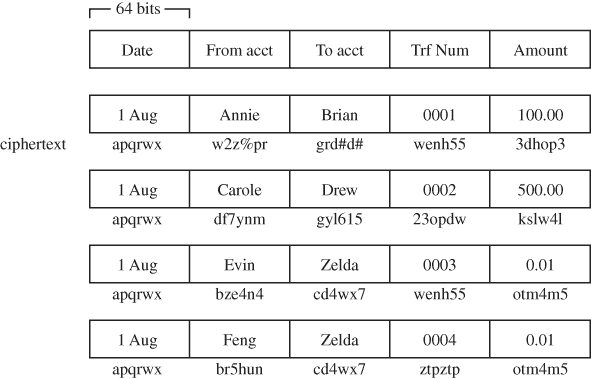 64 bits
Date From acct To acct Trf Num Amount
1 Aug Annie Brian 0001 100.00
ciphertext apqrwx w2z%pr grd#d# wenh55 3dhop3
1 Aug Carole Drew 0002 500.00
apqrwx df7ynm gyl615 23opdw kslw4l
1 Aug Evin Zelda 0003 0.01
apqrwx bze4n4 cd4wx7 wenh55 otm4m5
1 Aug Feng Zelda 0004 0.01
apqrwx br5hun cd4wx7 ztpztp otm4m5